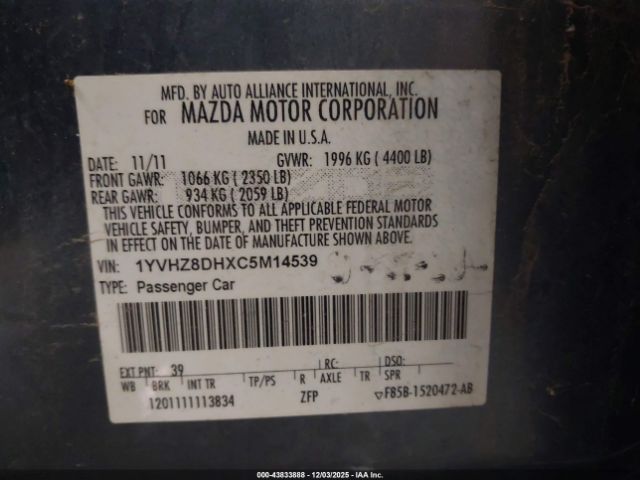 MFD. BY AUTO ALLIANCE INTERNATIONAL, INC.
FOR MAZDA MOTOR CORPORATION
MADE IN U.S.A.
DATE: 11/11 GVWR: 1996 KG ( 4400 LB)
FRONT GAWR: 1066 KG ( 2350 LB)
REAR GAWR: 934 KG ( 2059 LB)
THIS VEHICLE CONFORMS TO ALL APPLICABLE FEDERAL MOTOR
VEHICLE SAFETY, BUMPER, AND THEFT PREVENTION STANDARDS
IN EFFECT ON THE DATE OF MANUFACTURE SHOWN ABOVE.
VIN: 1YVHZ8DHXC5M14539
TYPE: Passenger Car
EXT PNT: 39 RC: DSO:
WB BRK INT TR TP/PS R AXLE TR SPR
1201111113834 ZFP ▽F85B-1520472-AB
000-43833888 - 12/03/2025 - IAA Inc.